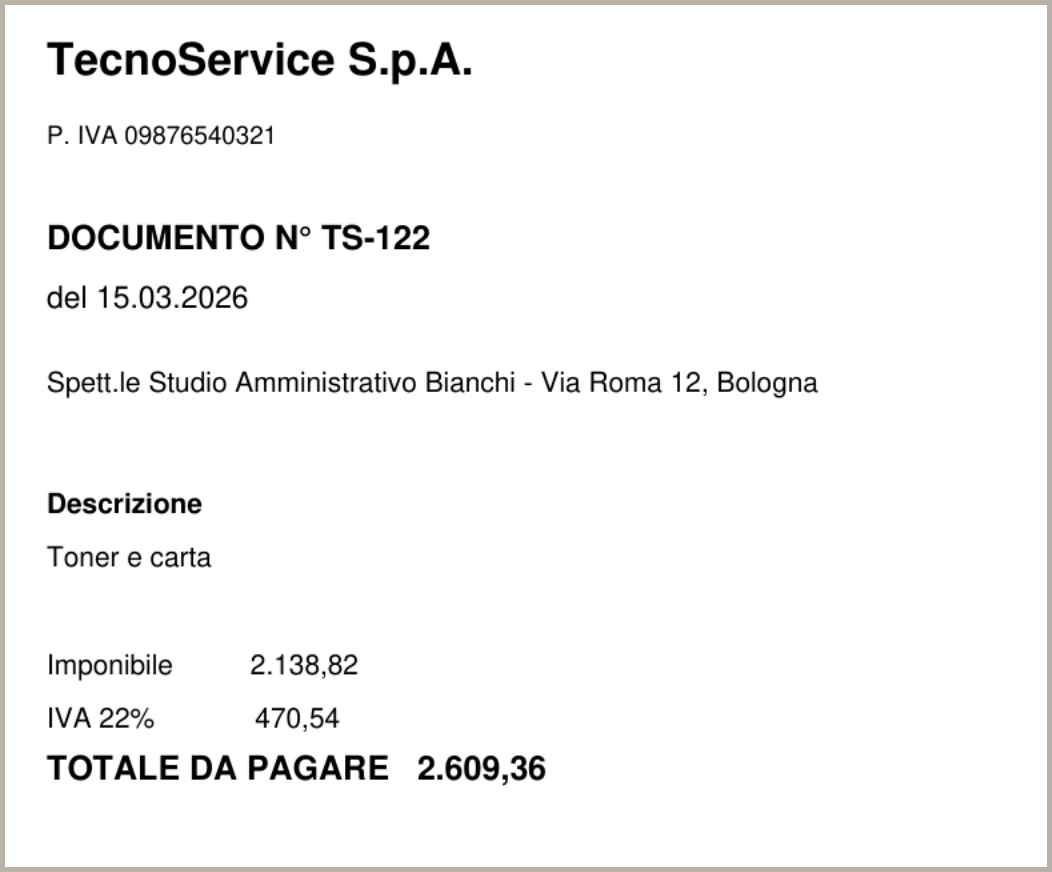 TecnoService S.p.A.
P. IVA 09876540321
DOCUMENTO N° TS-122
del 15.03.2026
Spett.le Studio Amministrativo Bianchi - Via Roma 12, Bologna
Descrizione
Toner e carta
Imponibile 2.138,82
IVA 22% 470,54
TOTALE DA PAGARE 2.609,36